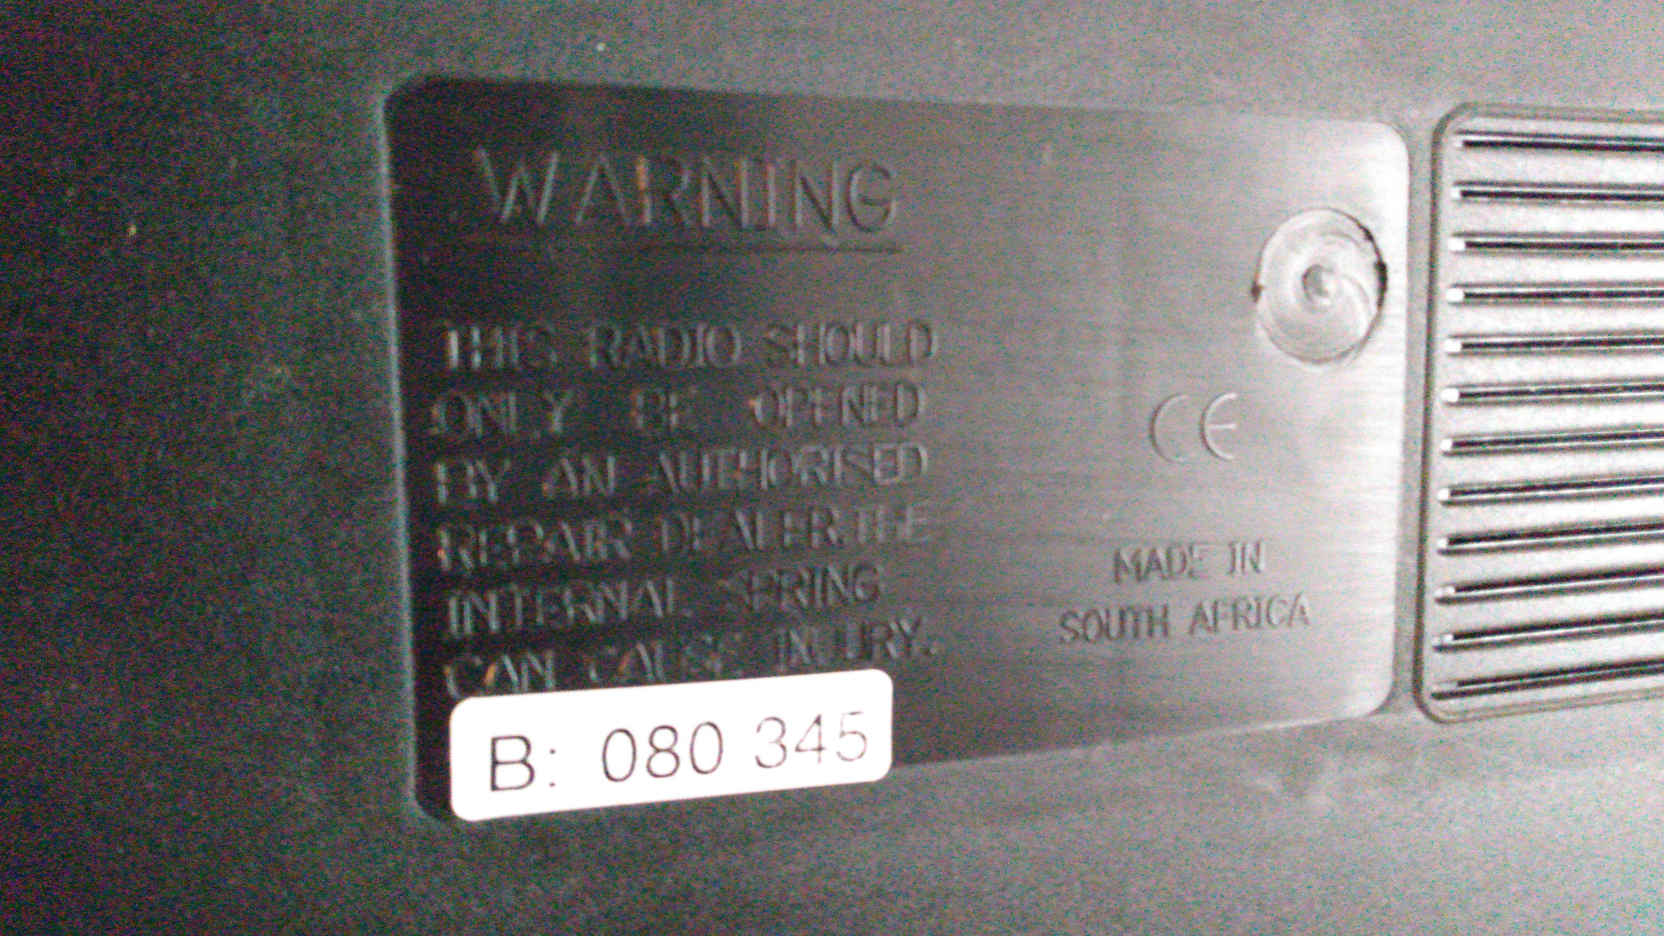 WARNING
THIS RADIO SHOULD
ONLY BE OPENED
BY AN AUTHORISED
REPAIR DEALER.THE
INTERNAL SPRING
CAN CAUSE INJURY.
B: 080 345
CE
MADE IN
SOUTH AFRICA